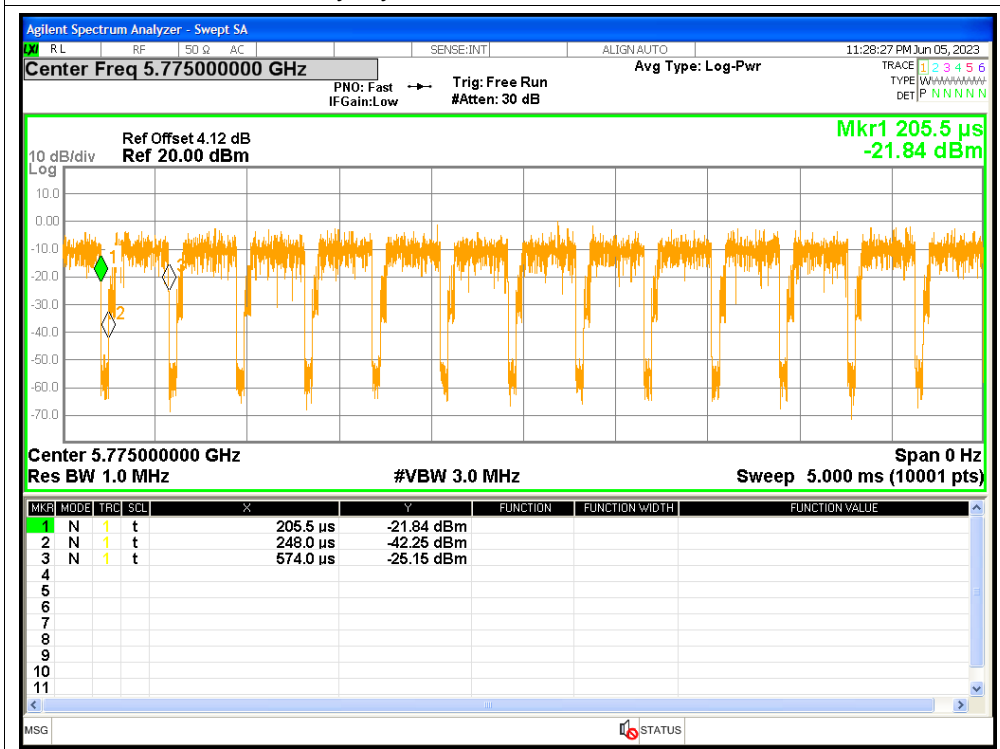 Agilent Spectrum Analyzer - Swept SA
LXI RL RF 50 Ω AC SENSE:INT ALIGN AUTO 11:28:27 PM Jun 05, 2023
Center Freq 5.775000000 GHz
PNO: Fast
IFGain:Low
Trig: Free Run
#Atten: 30 dB
Avg Type: Log-Pwr
TRACE 1 2 3 4 5 6
TYPE WWWWWW
DET P N N N N N
Mkr1 205.5 µs
-21.84 dBm
Ref Offset 4.12 dB
10 dB/div Ref 20.00 dBm
Log
10.0
0.00
-10.0
-20.0
-30.0
-40.0
-50.0
-60.0
-70.0
1
2
3
Center 5.775000000 GHz Span 0 Hz
Res BW 1.0 MHz #VBW 3.0 MHz Sweep 5.000 ms (10001 pts)
MKR MODE TRC SCL X Y FUNCTION FUNCTION WIDTH FUNCTION VALUE
1 N 1 t 205.5 µs -21.84 dBm
2 N 1 t 248.0 µs -42.25 dBm
3 N 1 t 574.0 µs -25.15 dBm
4
5
6
7
8
9
10
11
MSG STATUS